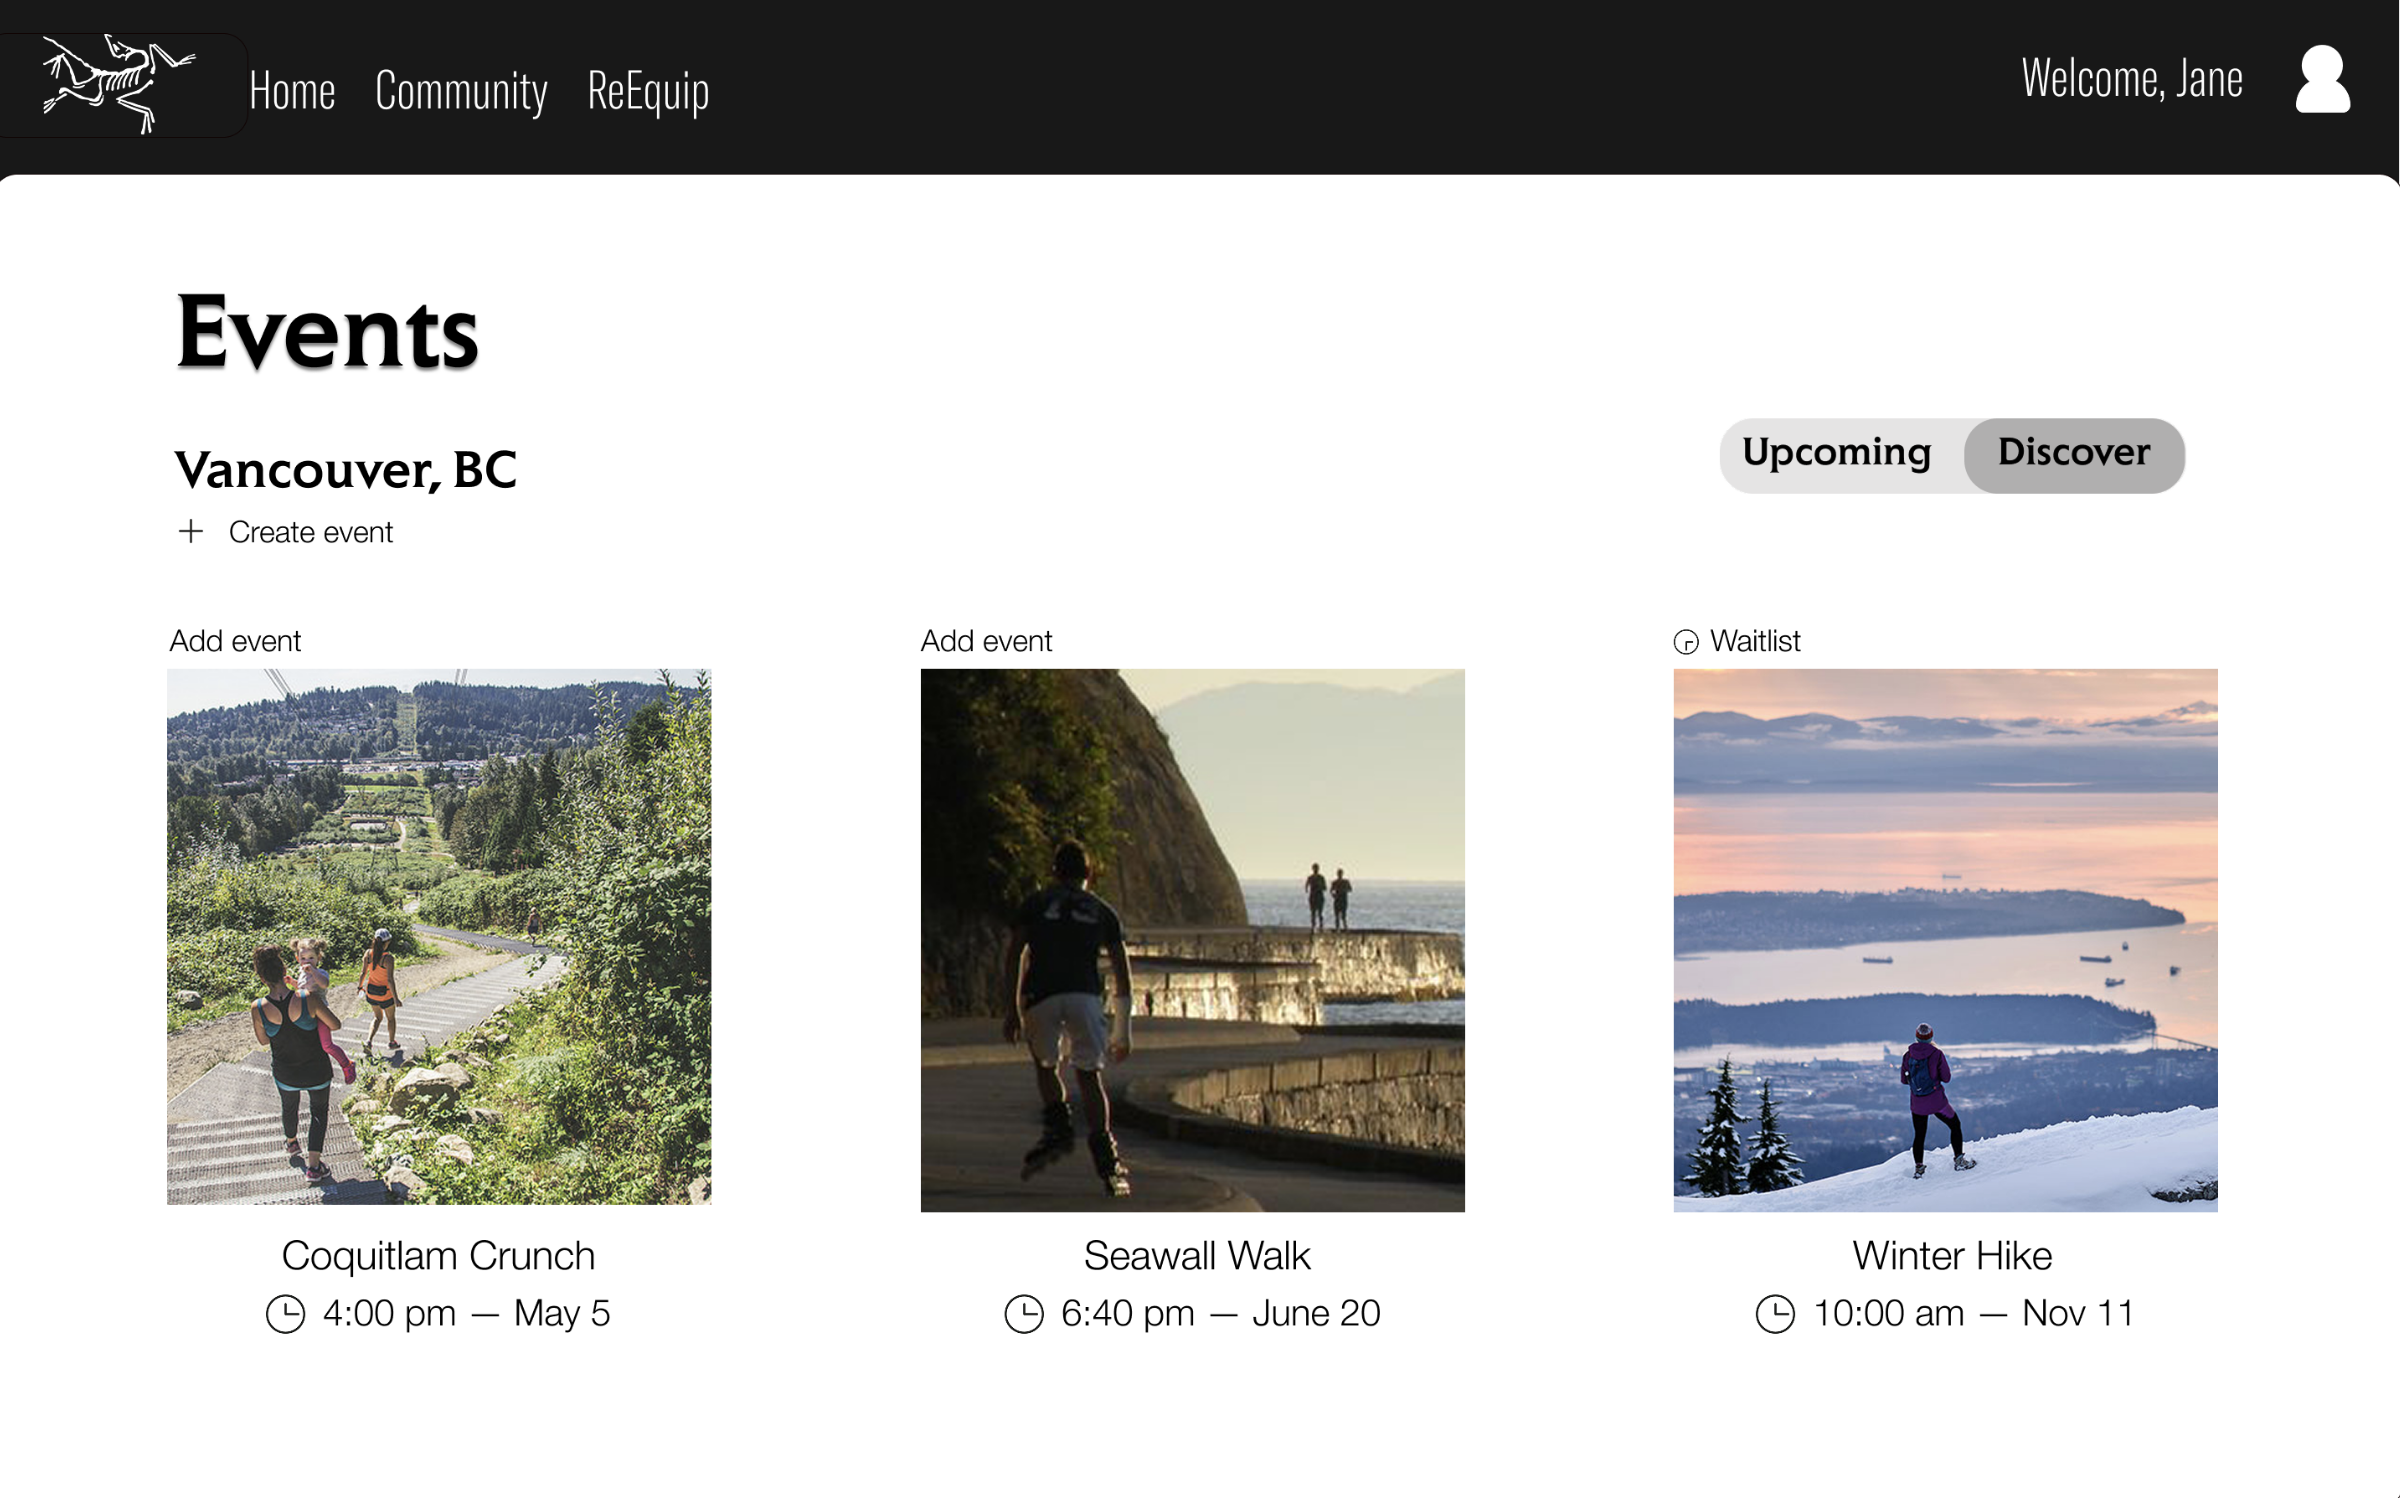 Home Community ReEquip Welcome, Jane
Events
Vancouver, BC
Upcoming Discover
+ Create event
Add event
Add event
Waitlist
Coquitlam Crunch
Seawall Walk
Winter Hike
4:00 pm — May 5
6:40 pm — June 20
10:00 am — Nov 11